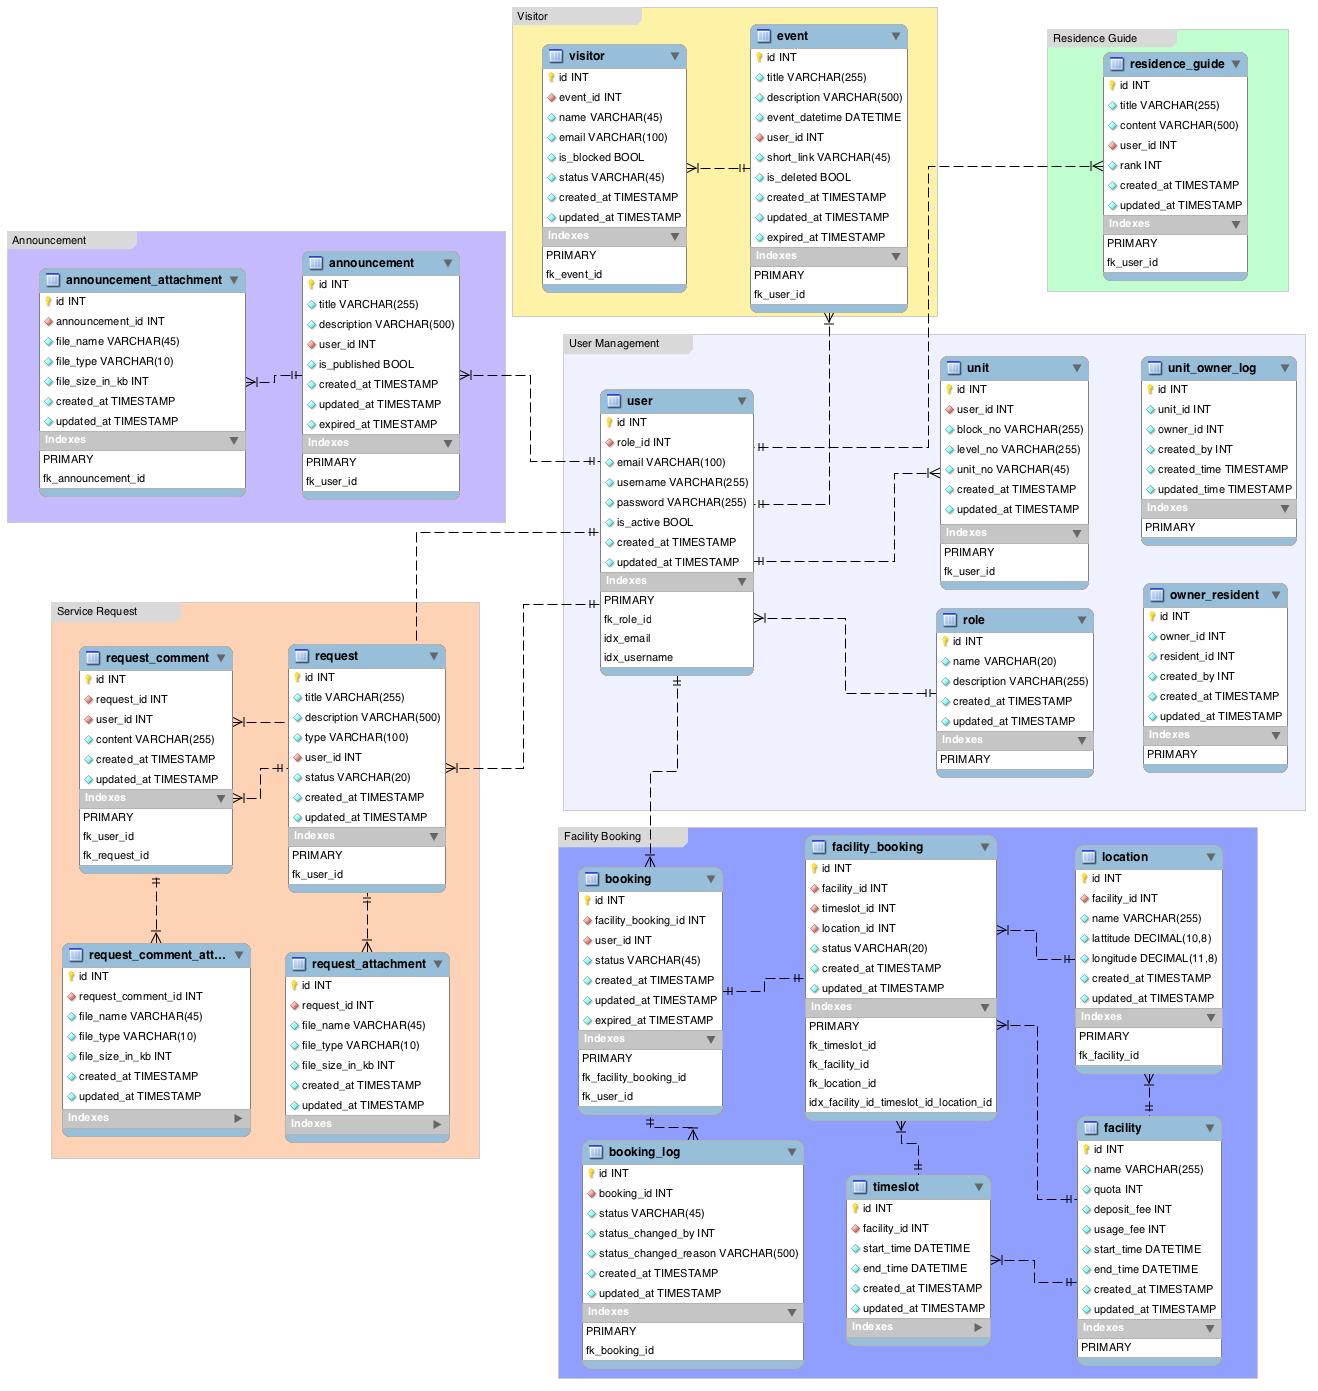 Visitor
visitor
id INT
event_id INT
name VARCHAR(45)
email VARCHAR(100)
is_blocked BOOL
status VARCHAR(45)
created_at TIMESTAMP
updated_at TIMESTAMP
Indexes
PRIMARY
fk_event_id
event
id INT
title VARCHAR(255)
description VARCHAR(500)
event_datetime DATETIME
user_id INT
short_link VARCHAR(45)
is_deleted BOOL
created_at TIMESTAMP
updated_at TIMESTAMP
expired_at TIMESTAMP
Indexes
PRIMARY
fk_user_id
Residence Guide
residence_guide
id INT
title VARCHAR(255)
content VARCHAR(500)
user_id INT
rank INT
created_at TIMESTAMP
updated_at TIMESTAMP
Indexes
PRIMARY
fk_user_id
Announcement
announcement_attachment
id INT
announcement_id INT
file_name VARCHAR(45)
file_type VARCHAR(10)
file_size_in_kb INT
created_at TIMESTAMP
updated_at TIMESTAMP
Indexes
PRIMARY
fk_announcement_id
announcement
id INT
title VARCHAR(255)
description VARCHAR(500)
user_id INT
is_published BOOL
created_at TIMESTAMP
updated_at TIMESTAMP
expired_at TIMESTAMP
Indexes
PRIMARY
fk_user_id
User Management
user
id INT
role_id INT
email VARCHAR(100)
username VARCHAR(255)
password VARCHAR(255)
is_active BOOL
created_at TIMESTAMP
updated_at TIMESTAMP
Indexes
PRIMARY
fk_role_id
idx_email
idx_username
unit
id INT
user_id INT
block_no VARCHAR(255)
level_no VARCHAR(255)
unit_no VARCHAR(45)
created_at TIMESTAMP
updated_at TIMESTAMP
Indexes
PRIMARY
fk_user_id
unit_owner_log
id INT
unit_id INT
owner_id INT
created_by INT
created_time TIMESTAMP
updated_time TIMESTAMP
Indexes
PRIMARY
role
id INT
name VARCHAR(20)
description VARCHAR(255)
created_at TIMESTAMP
updated_at TIMESTAMP
Indexes
PRIMARY
owner_resident
id INT
owner_id INT
resident_id INT
created_by INT
created_at TIMESTAMP
updated_at TIMESTAMP
Indexes
PRIMARY
Service Request
request_comment
id INT
request_id INT
user_id INT
content VARCHAR(255)
created_at TIMESTAMP
updated_at TIMESTAMP
Indexes
PRIMARY
fk_user_id
fk_request_id
request
id INT
title VARCHAR(255)
description VARCHAR(500)
type VARCHAR(100)
user_id INT
status VARCHAR(20)
created_at TIMESTAMP
updated_at TIMESTAMP
Indexes
PRIMARY
fk_user_id
request_comment_att...
id INT
request_comment_id INT
file_name VARCHAR(45)
file_type VARCHAR(10)
file_size_in_kb INT
created_at TIMESTAMP
updated_at TIMESTAMP
Indexes
request_attachment
id INT
request_id INT
file_name VARCHAR(45)
file_type VARCHAR(10)
file_size_in_kb INT
created_at TIMESTAMP
updated_at TIMESTAMP
Indexes
Facility Booking
booking
id INT
facility_booking_id INT
user_id INT
status VARCHAR(45)
created_at TIMESTAMP
updated_at TIMESTAMP
expired_at TIMESTAMP
Indexes
PRIMARY
fk_facility_booking_id
fk_user_id
facility_booking
id INT
facility_id INT
timeslot_id INT
location_id INT
status VARCHAR(20)
created_at TIMESTAMP
updated_at TIMESTAMP
Indexes
PRIMARY
fk_timeslot_id
fk_facility_id
fk_location_id
idx_facility_id_timeslot_id_location_id
location
id INT
facility_id INT
name VARCHAR(255)
lattitude DECIMAL(10,8)
longitude DECIMAL(11,8)
created_at TIMESTAMP
updated_at TIMESTAMP
Indexes
PRIMARY
fk_facility_id
booking_log
id INT
booking_id INT
status VARCHAR(45)
status_changed_by INT
status_changed_reason VARCHAR(500)
created_at TIMESTAMP
updated_at TIMESTAMP
Indexes
PRIMARY
fk_booking_id
timeslot
id INT
facility_id INT
start_time DATETIME
end_time DATETIME
created_at TIMESTAMP
updated_at TIMESTAMP
Indexes
facility
id INT
name VARCHAR(255)
quota INT
deposit_fee INT
usage_fee INT
start_time DATETIME
end_time DATETIME
created_at TIMESTAMP
updated_at TIMESTAMP
Indexes
PRIMARY